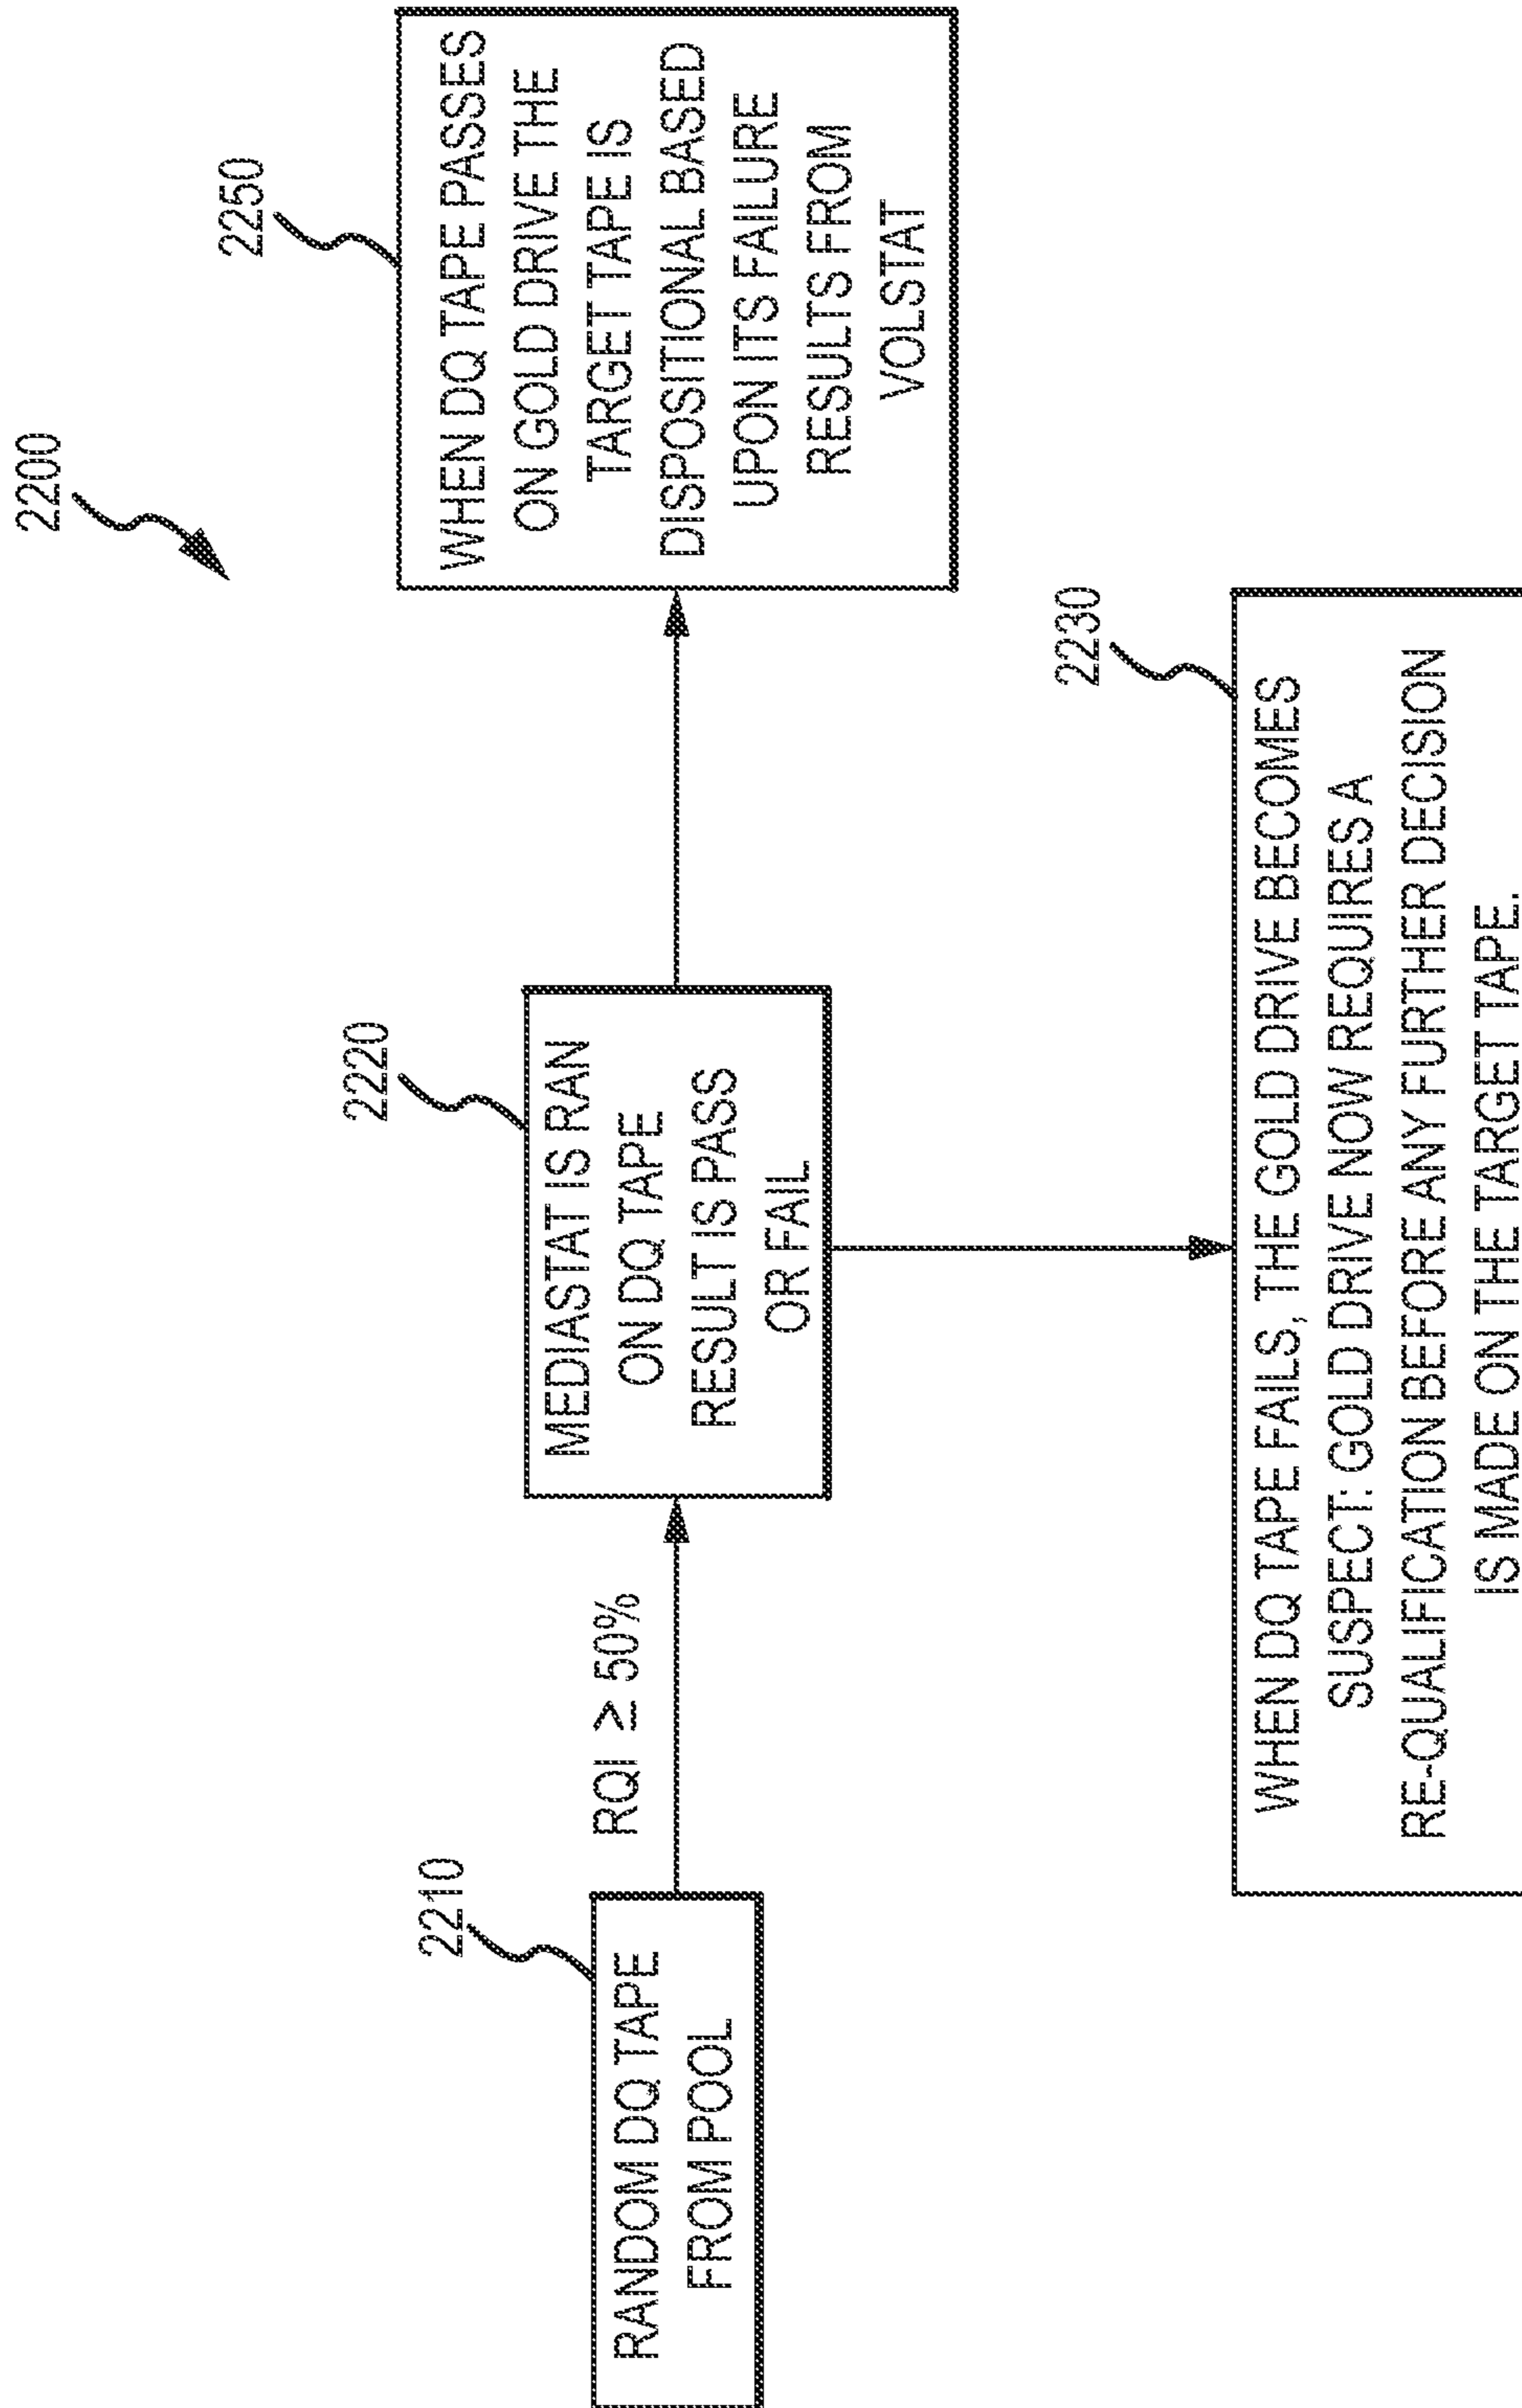 2200
2210
RANDOM DQ TAPE
FROM POOL
RQI ≥ 50%
2220
MEDIASTAT IS RAN
ON DQ TAPE
RESULT IS PASS
OR FAIL
2250
WHEN DQ TAPE PASSES
ON GOLD DRIVE THE
TARGET TAPE IS
DISPOSITIONAL BASED
UPON ITS FAILURE
RESULTS FROM
VOLSTAT
2230
WHEN DQ TAPE FAILS, THE GOLD DRIVE BECOMES
SUSPECT: GOLD DRIVE NOW REQUIRES A
RE-QUALIFICATION BEFORE ANY FURTHER DECISION
IS MADE ON THE TARGET TAPE.